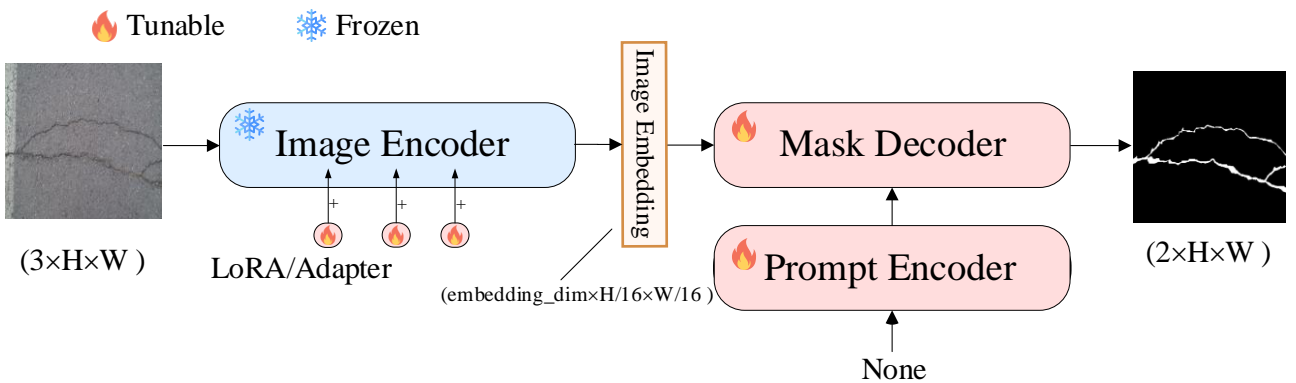 Tunable
Frozen
Image Embedding
Image Encoder
Mask Decoder
+ + +
(3×H×W )
LoRA/Adapter
(embedding_dim×H/16×W/16 )
Prompt Encoder
(2×H×W )
None